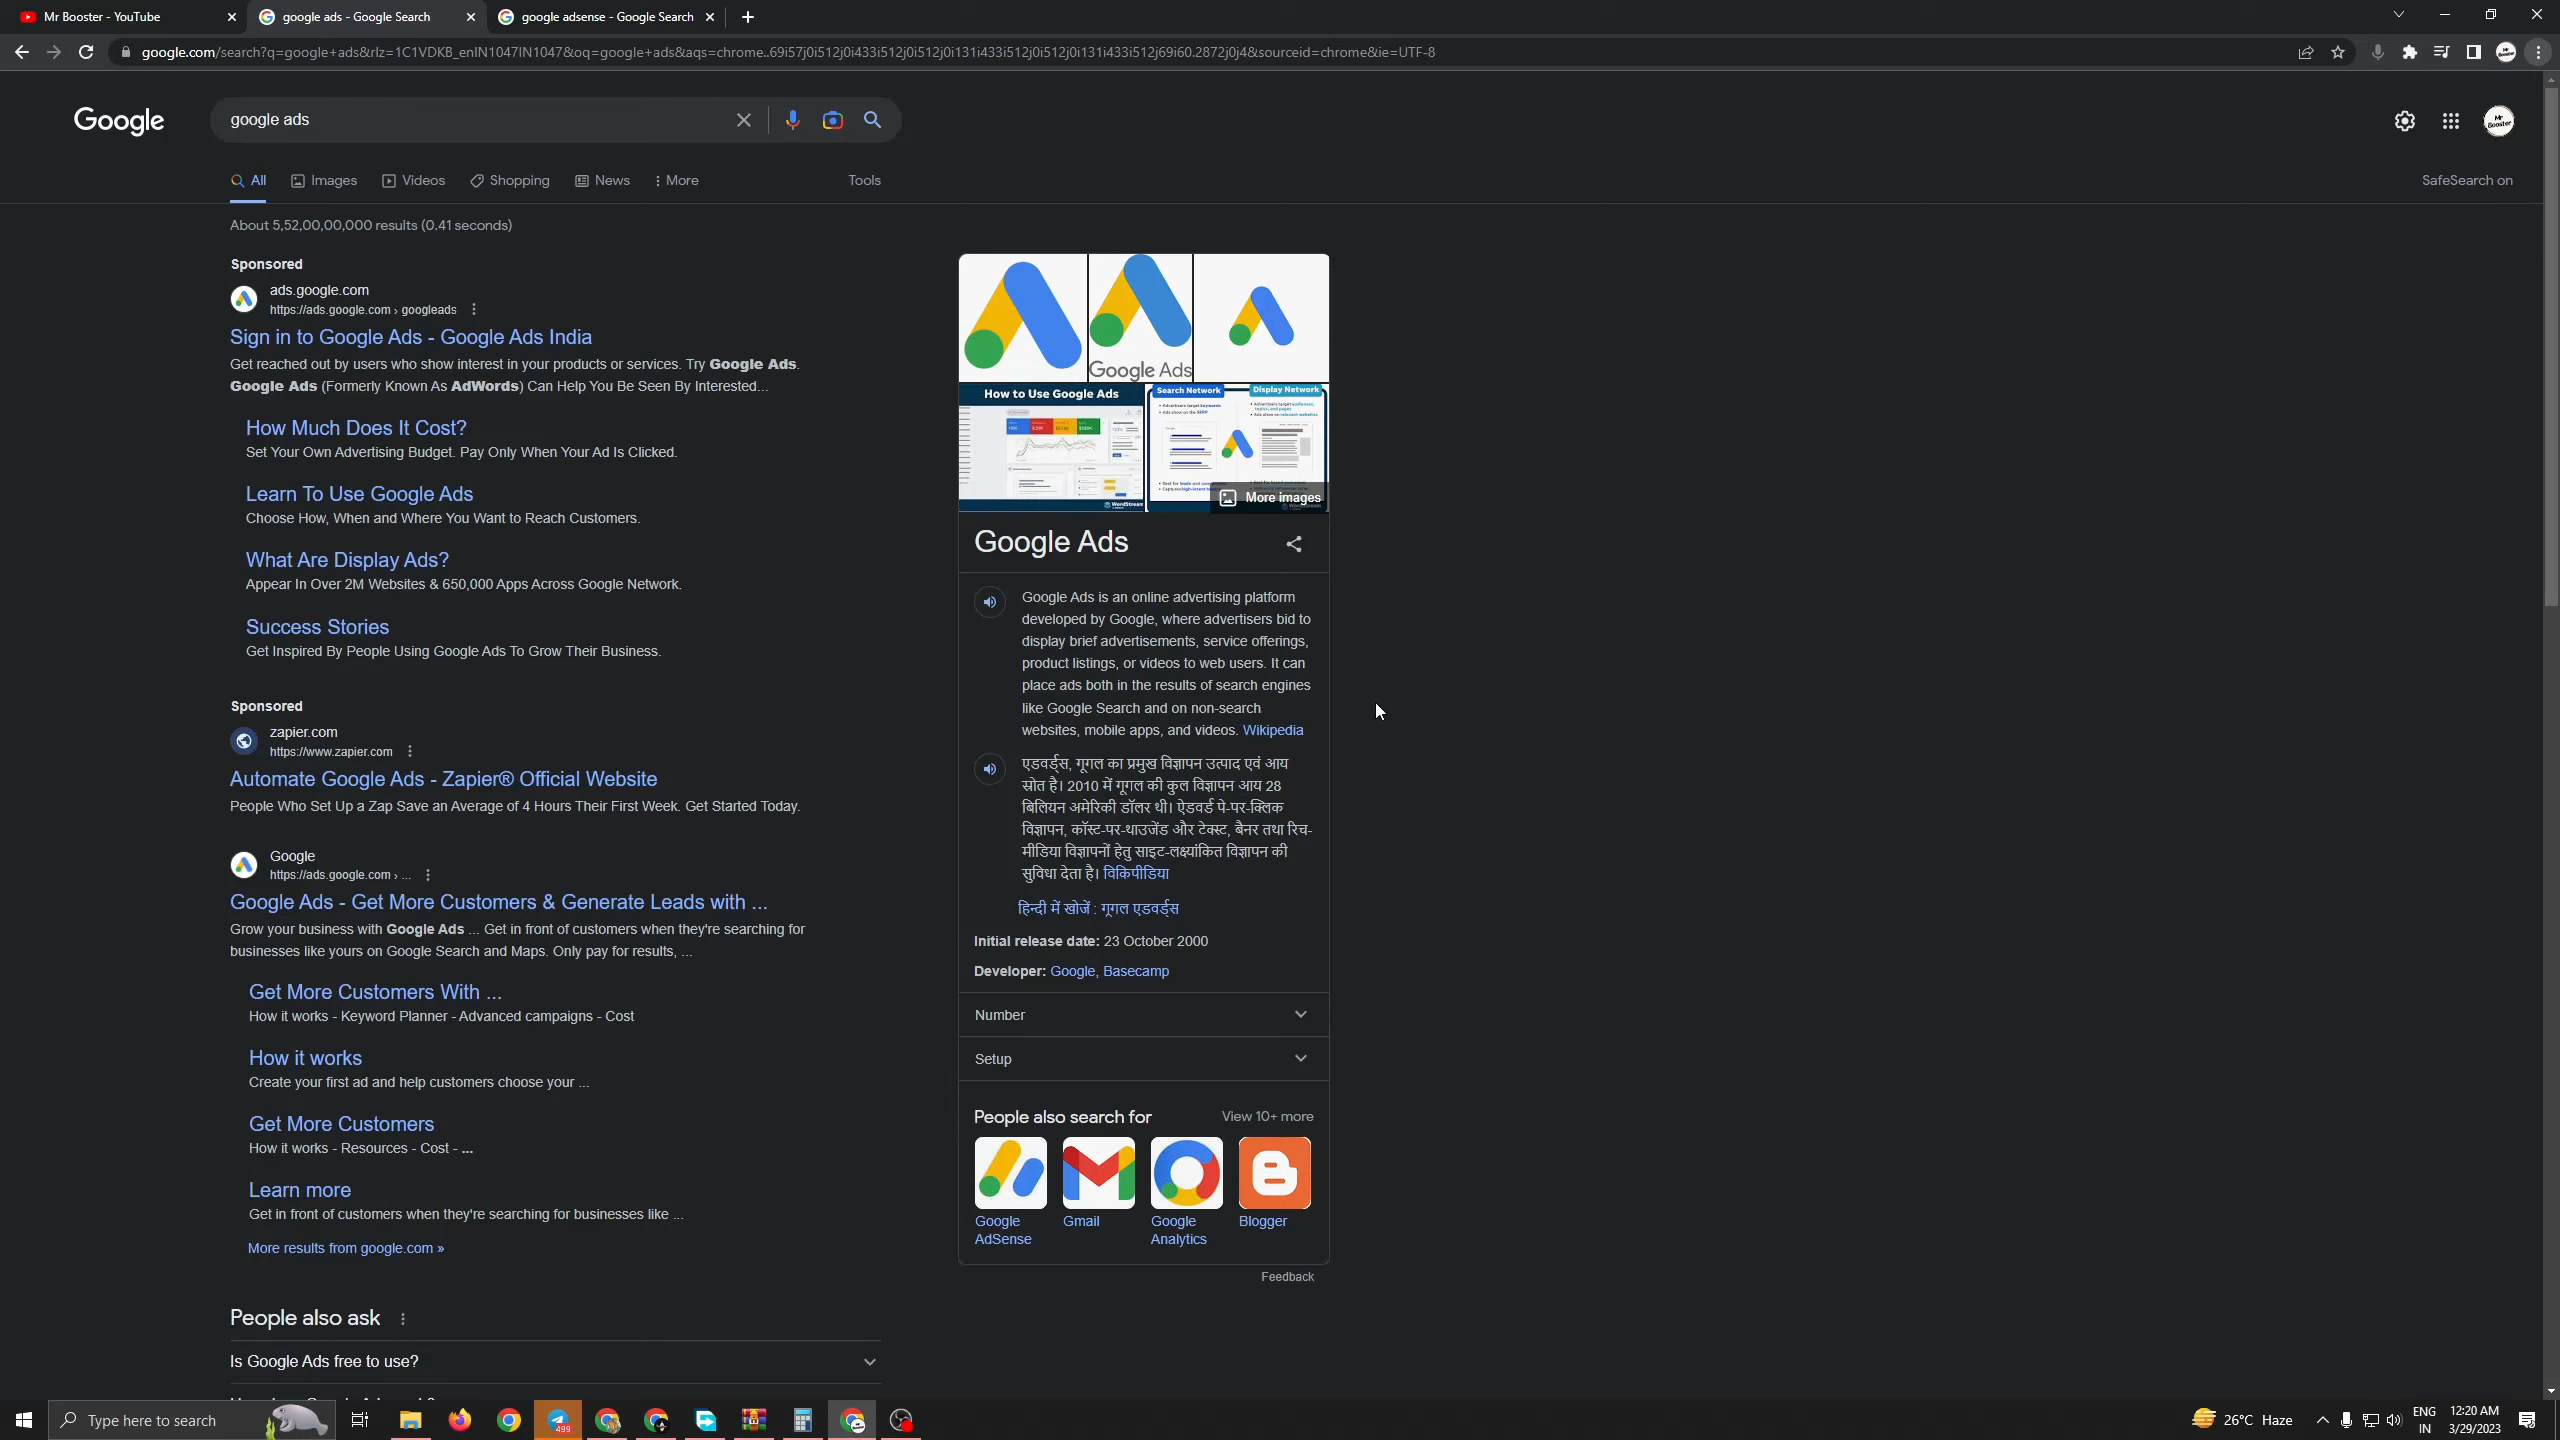 Mr Booster - YouTube
google ads - Google Search
google adsense - Google Search
google.com/search?q=google+ads&rlz=1C1VDKB_enIN1047IN1047&oq=google+ads&aqs=chrome..69i57j0i512j0i433i512j0i512j0i131i433i512j0i512j0i131i433i512j69i60.2872j0j4&sourceid=chrome&ie=UTF-8
Google
google ads
All
Images
Videos
Shopping
News
More
Tools
SafeSearch on
About 5,52,00,00,000 results (0.41 seconds)
Sponsored
ads.google.com
https://ads.google.com › googleads
Sign in to Google Ads - Google Ads India
Get reached out by users who show interest in your products or services. Try Google Ads.
Google Ads (Formerly Known As AdWords) Can Help You Be Seen By Interested...
How Much Does It Cost?
Set Your Own Advertising Budget. Pay Only When Your Ad Is Clicked.
Learn To Use Google Ads
Choose How, When and Where You Want to Reach Customers.
What Are Display Ads?
Appear In Over 2M Websites & 650,000 Apps Across Google Network.
Success Stories
Get Inspired By People Using Google Ads To Grow Their Business.
Sponsored
zapier.com
https://www.zapier.com
Automate Google Ads - Zapier® Official Website
People Who Set Up a Zap Save an Average of 4 Hours Their First Week. Get Started Today.
Google
https://ads.google.com › ...
Google Ads - Get More Customers & Generate Leads with ...
Grow your business with Google Ads ... Get in front of customers when they're searching for
businesses like yours on Google Search and Maps. Only pay for results, ...
Get More Customers With ...
How it works - Keyword Planner - Advanced campaigns - Cost
How it works
Create your first ad and help customers choose your ...
Get More Customers
How it works - Resources - Cost - ...
Learn more
Get in front of customers when they're searching for businesses like ...
More results from google.com »
People also ask
Is Google Ads free to use?
Google Ads
How to Use Google Ads
WordStream
Search Network
Display Network
More images
Google Ads
Google Ads is an online advertising platform
developed by Google, where advertisers bid to
display brief advertisements, service offerings,
product listings, or videos to web users. It can
place ads both in the results of search engines
like Google Search and on non-search
websites, mobile apps, and videos. Wikipedia
एडवर्ड्स, गूगल का प्रमुख विज्ञापन उत्पाद एवं आय
स्रोत है। 2010 में गूगल की कुल विज्ञापन आय 28
बिलियन अमेरिकी डॉलर थी। ऐडवर्ड पे-पर-क्लिक
विज्ञापन, कॉस्ट-पर-थाउजेंड और टेक्स्ट, बैनर तथा रिच-
मीडिया विज्ञापनों हेतु साइट-लक्ष्यांकित विज्ञापन की
सुविधा देता है। विकिपीडिया
हिन्दी में खोजें : गूगल एडवर्ड्स
Initial release date: 23 October 2000
Developer: Google, Basecamp
Number
Setup
People also search for
View 10+ more
Google
AdSense
Gmail
Google
Analytics
Blogger
Feedback
Type here to search
499
26°C Haze
ENG
IN
12:20 AM
3/29/2023